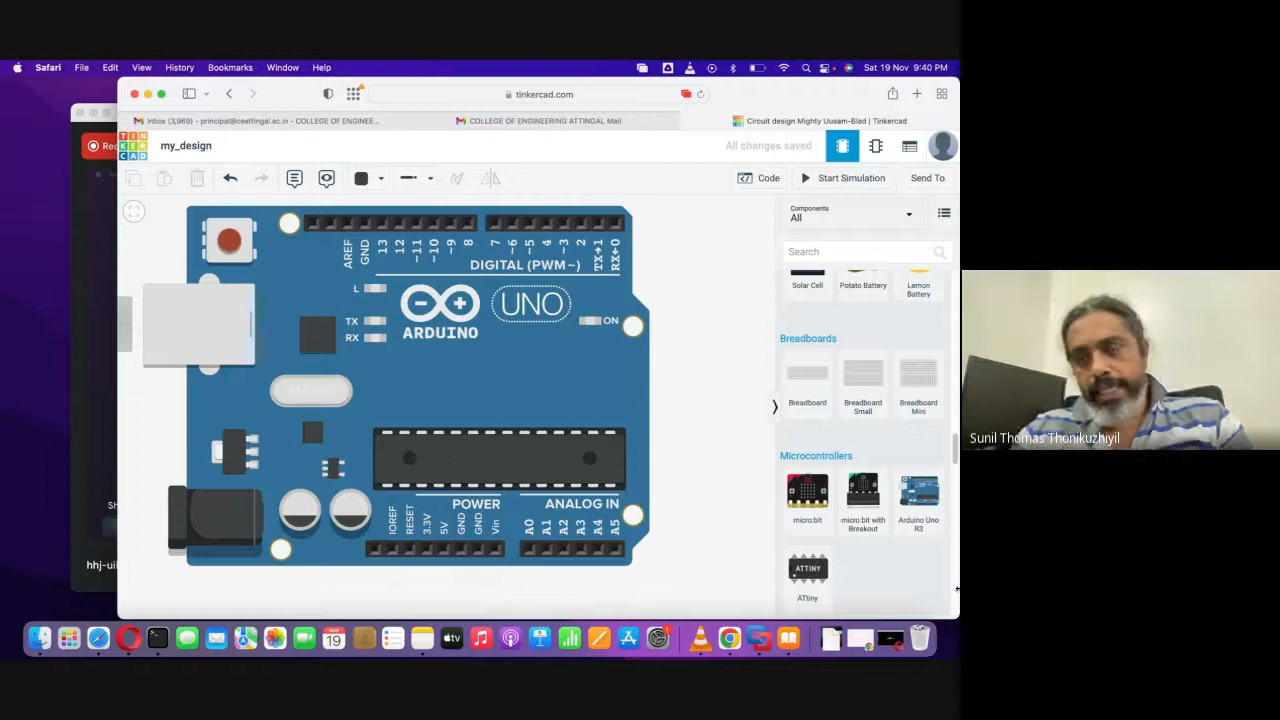 Safari File Edit View History Bookmarks Window Help Sat 19 Nov 9:40 PM
tinkercad.com
Inbox (3,969) - principal@ceattingal.ac.in - COLLEGE OF ENGINEE... COLLEGE OF ENGINEERING ATTINGAL Mail Circuit design Mighty Uusam-Blad | Tinkercad
TIN
KER
CAD
my_design All changes saved
Code Start Simulation Send To
Components
All
Search
Solar Cell Potato Battery Lemon
Battery
Breadboards
Breadboard Breadboard
Small Breadboard
Mini
Microcontrollers
micro:bit micro:bit with
Breakout Arduino Uno
R3
ATTINY
ATtiny
AREF GND 13 12 ~11 ~10 ~9 8 7 ~6 ~5 4 ~3 2 TX→1 RX←0
DIGITAL (PWM~)
L
TX
RX
UNO
ON
ARDUINO
POWER ANALOG IN
IOREF RESET 3.3V 5V GND GND Vin A0 A1 A2 A3 A4 A5
NOV
19
tv
Sunil Thomas Thonikuzhiyil